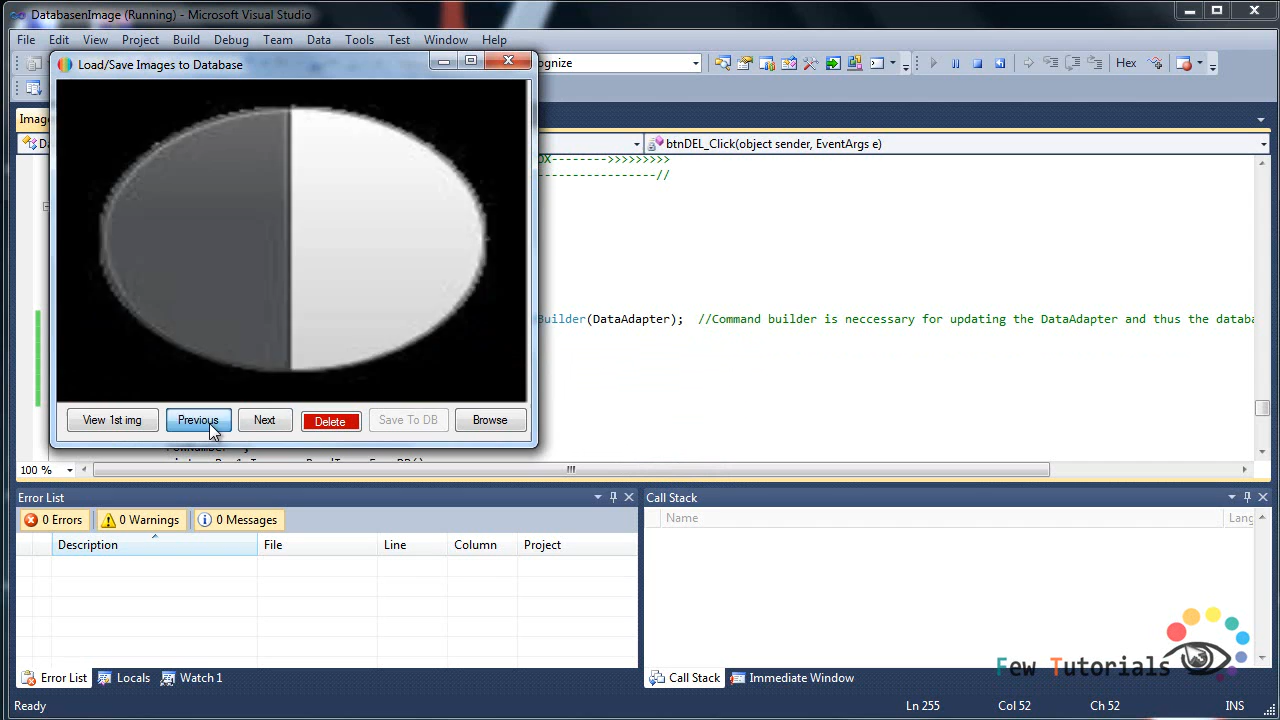 DatabasenImage (Running) - Microsoft Visual Studio
File Edit View Project Build Debug Team Data Tools Test Window Help
Load/Save Images to Database
ognize
Hex
Imag
btnDEL_Click(object sender, EventArgs e)
OX-------->>>>>>>>>
-----------------//
Builder(DataAdapter); //Command builder is neccessary for updating the DataAdapter and thus the databa
View 1st img Previous Next Delete Save To DB Browse
100 %
Error List
Call Stack
0 Errors 0 Warnings 0 Messages
Name Lang
Description File Line Column Project
Few Tutorials
Error List Locals Watch 1
Call Stack Immediate Window
Ready Ln 255 Col 52 Ch 52 INS